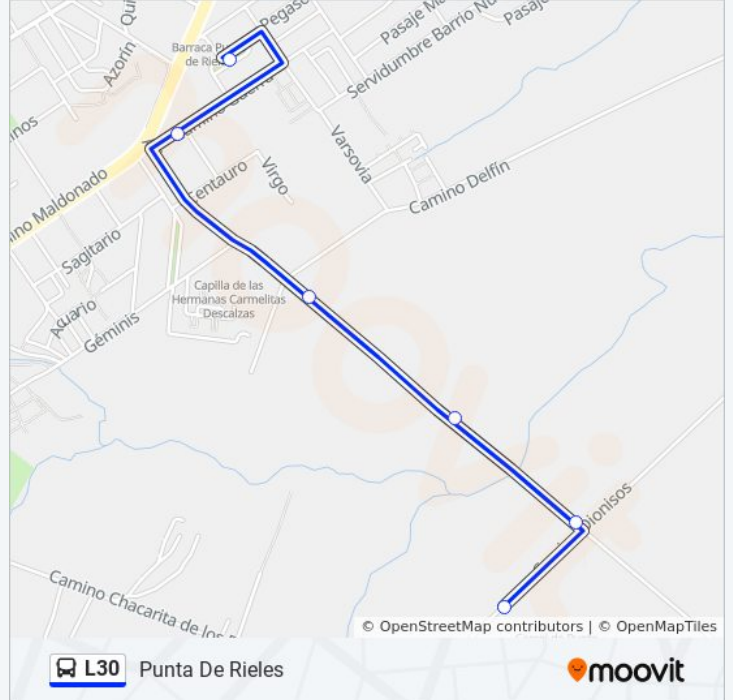 Pegaso
Pasaje
Pasaje
Azorín
Barraca
de
Servidumbre Barrio
Camino
Varsovia
Centauro
Virgo
Camino Delfín
Maldonado
Sagitario
Capilla de las
Hermanas Carmelitas
Descalzas
Acuario
Géminis
Dionisos
Camino Chacarita de los
© OpenStreetMap contributors | © OpenMapTiles
L30 Punta De Rieles
moovit